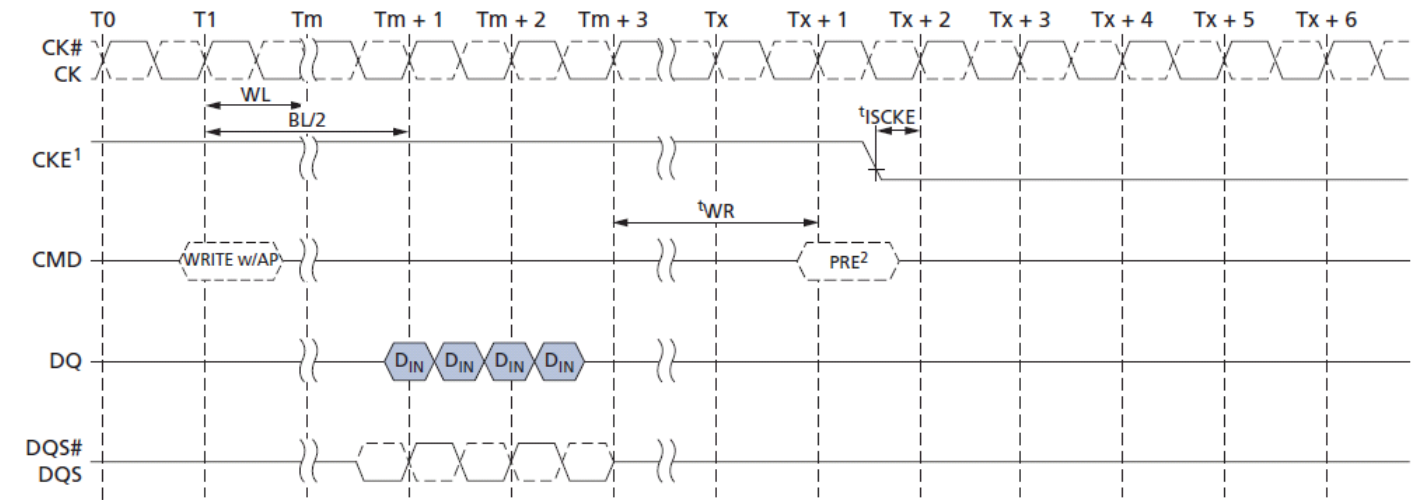 T0 T1 Tm Tm + 1 Tm + 2 Tm + 3 Tx Tx + 1 Tx + 2 Tx + 3 Tx + 4 Tx + 5 Tx + 6
CK#
CK
WL
BL/2
tISCKE
CKE1
tWR
CMD WRITE w/AP PRE2
DQ DIN DIN DIN DIN
DQS#
DQS